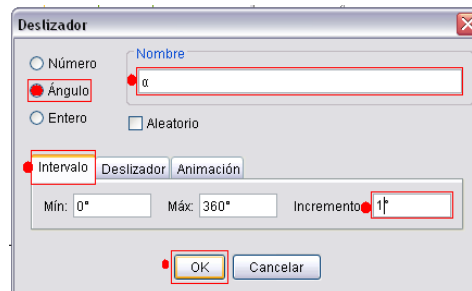 Deslizador
Número
Nombre
Ángulo
α
Entero
Aleatorio
Intervalo Deslizador Animación
Mín: 0° Máx: 360° Incremento 1°
OK Cancelar